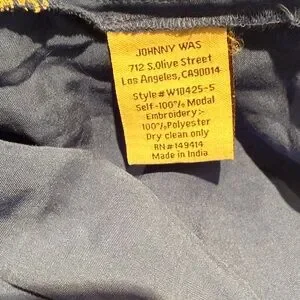 JOHNNY WAS
712 S.Olive Street
Los Angeles, CA90014
Style# W10425-5
Self-100% Modal
Embroidery:-
100% Polyester
Dry clean only
RN# 149414
Made in India